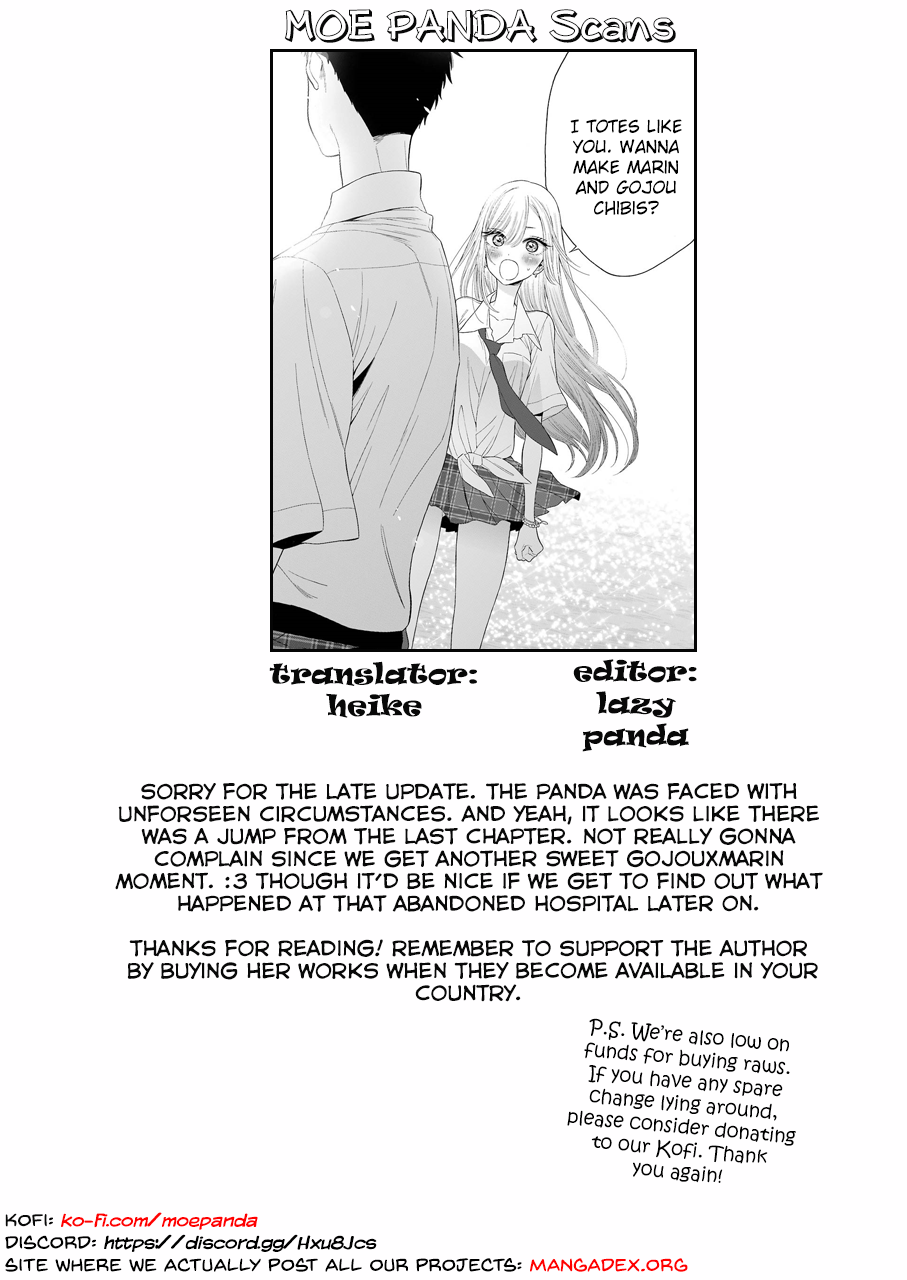 MOE PANDA Scans
I TOTES LIKE
YOU. WANNA
MAKE MARIN
AND GOJOU
CHIBIS?
translator:
heike
editor:
lazy
panda
SORRY FOR THE LATE UPDATE. THE PANDA WAS FACED WITH
UNFORSEEN CIRCUMSTANCES. AND YEAH, IT LOOKS LIKE THERE
WAS A JUMP FROM THE LAST CHAPTER. NOT REALLY GONNA
COMPLAIN SINCE WE GET ANOTHER SWEET GOJOUXMARIN
MOMENT. :3 THOUGH IT'D BE NICE IF WE GET TO FIND OUT WHAT
HAPPENED AT THAT ABANDONED HOSPITAL LATER ON.
THANKS FOR READING! REMEMBER TO SUPPORT THE AUTHOR
BY BUYING HER WORKS WHEN THEY BECOME AVAILABLE IN YOUR
COUNTRY.
P.S. We're also low on
funds for buying raws.
If you have any spare
change lying around,
please consider donating
to our Kofi. Thank
you again!
KOFI: ko-fi.com/moepanda
DISCORD: https://discord.gg/Hxu8Jcs
SITE WHERE WE ACTUALLY POST ALL OUR PROJECTS: MANGADEX.ORG